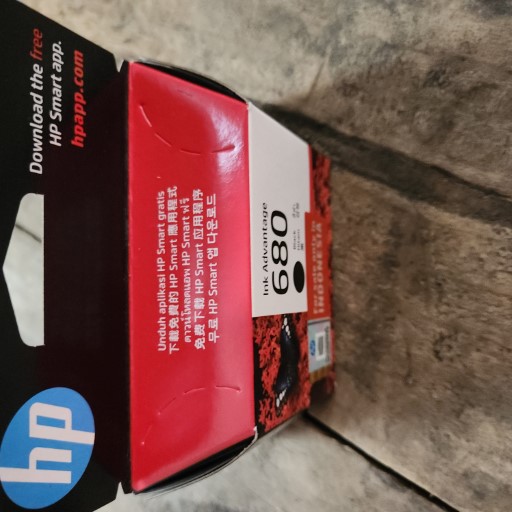 hp
Download the free
HP Smart app.
hpapp.com
Unduh aplikasi HP Smart gratis
下載免費的 HP Smart 應用程式
ดาวน์โหลดแอพ HP Smart ฟรี
免费下载 HP Smart 应用程序
무료 HP Smart 앱 다운로드
Ink Advantage
680
Black
Hitam
For sale only in
INDONESIA